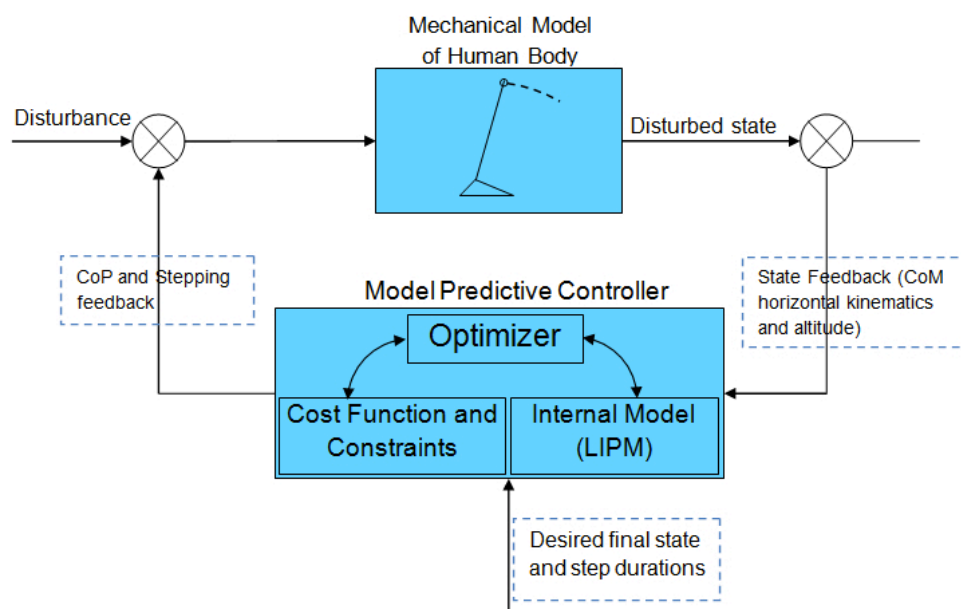 Mechanical Model
of Human Body
Disturbance
Disturbed state
CoP and Stepping
feedback
State Feedback (CoM
horizontal kinematics
and altitude)
Model Predictive Controller
Optimizer
Cost Function and
Constraints
Internal Model
(LIPM)
Desired final state
and step durations